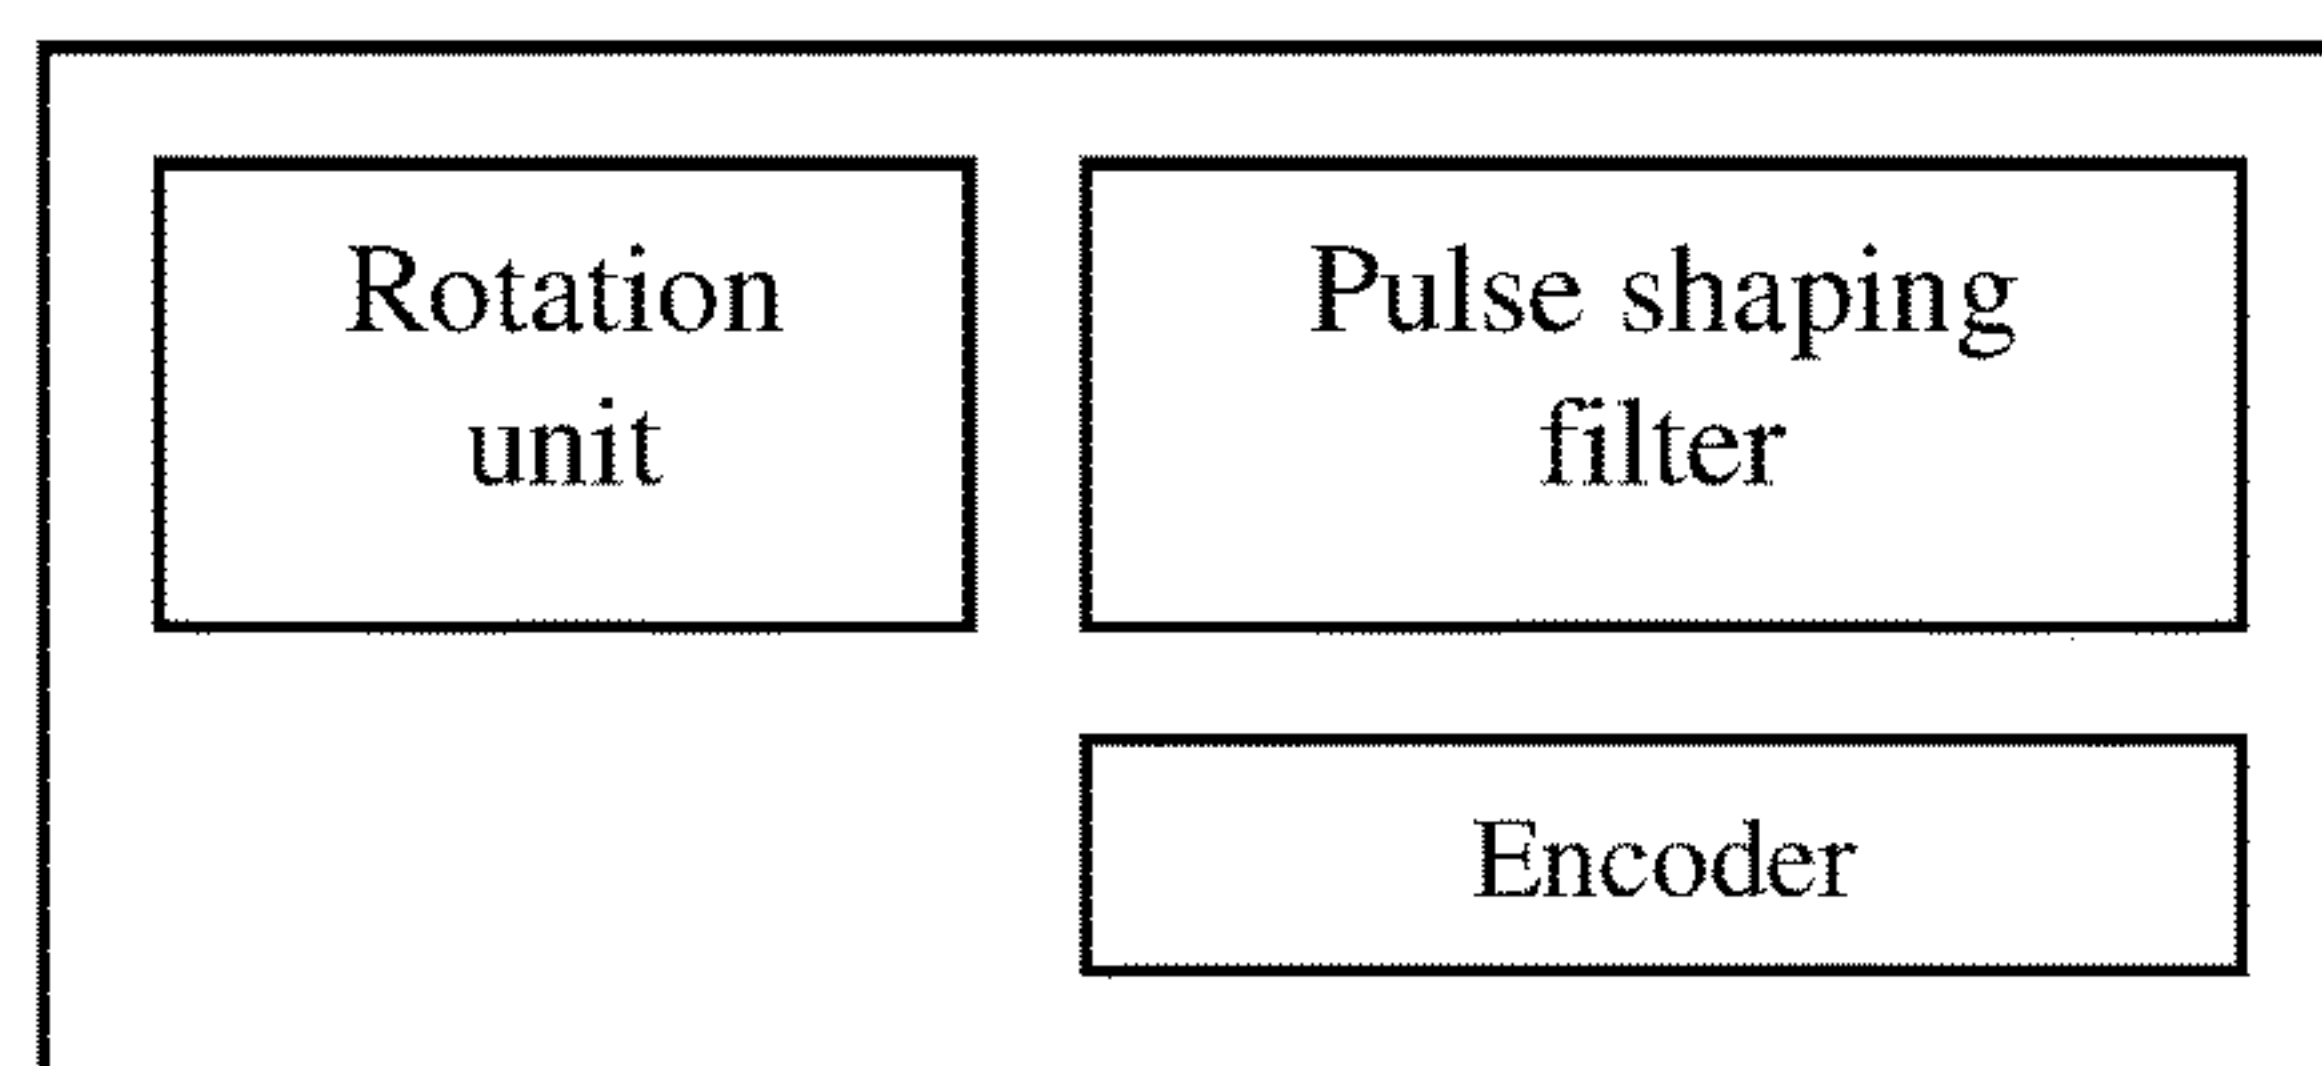 Rotation
unit
Pulse shaping
filter
Encoder